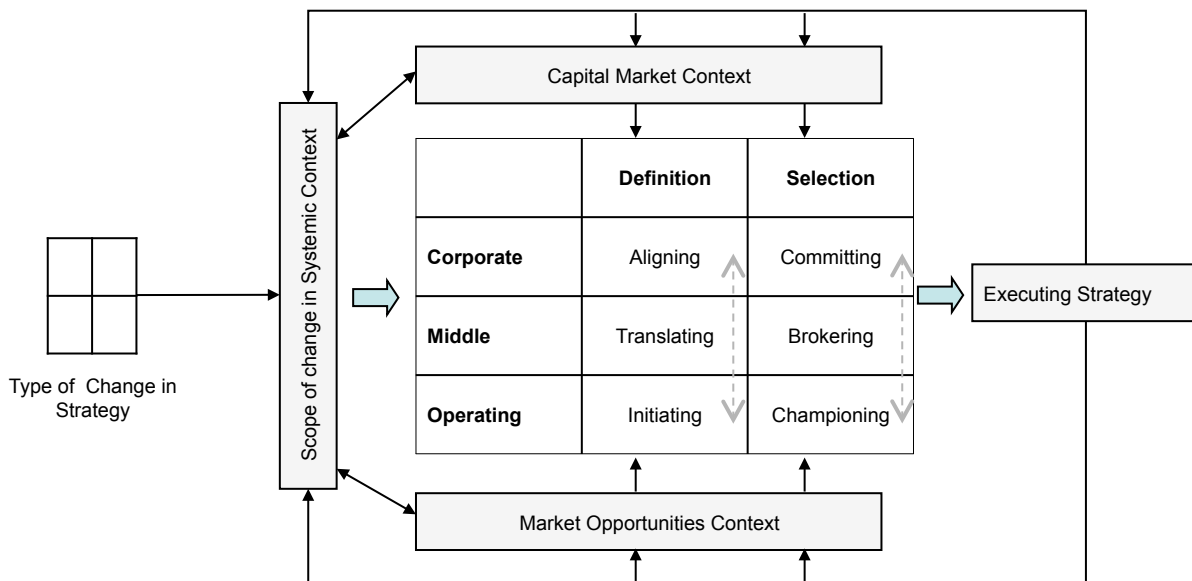 Capital Market Context
Scope of change in Systemic Context
Definition
Selection
Corporate
Aligning
Committing
Executing Strategy
Middle
Translating
Brokering
Type of  Change in
Strategy
Operating
Initiating
Championing
Market Opportunities Context